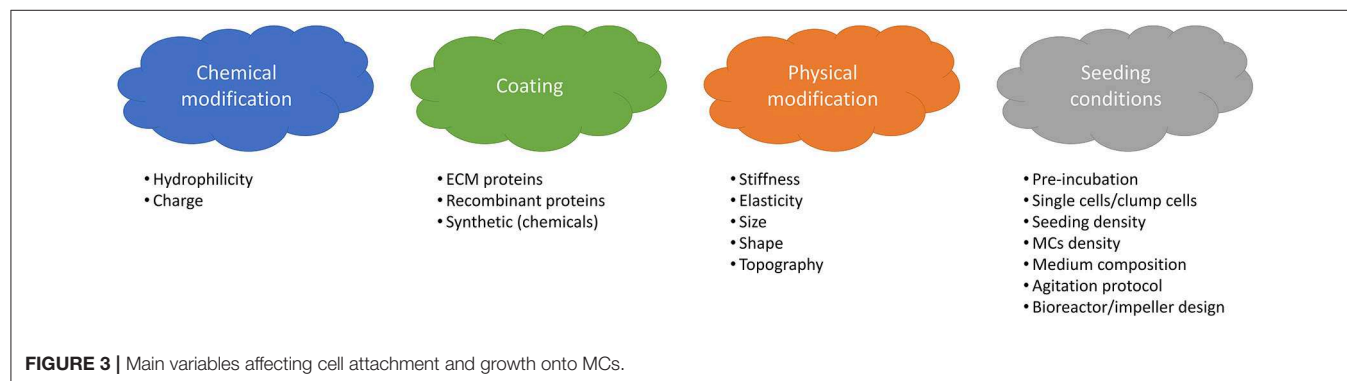 Chemical
modification
Coating
Physical
modification
Seeding
conditions
• Hydrophilicity
• Charge
• ECM proteins
• Recombinant proteins
• Synthetic (chemicals)
• Stiffness
• Elasticity
• Size
• Shape
• Topography
• Pre-incubation
• Single cells/clump cells
• Seeding density
• MCs density
• Medium composition
• Agitation protocol
• Bioreactor/impeller design
FIGURE 3 | Main variables affecting cell attachment and growth onto MCs.